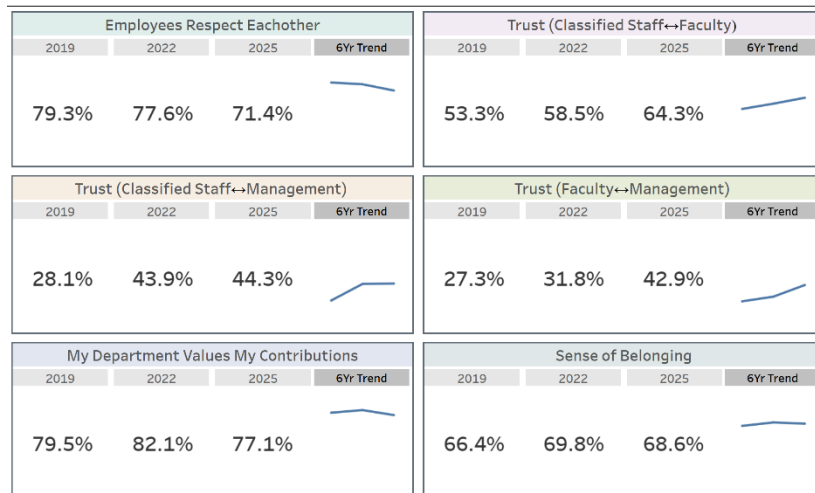 Employees Respect Eachother
2019 2022 2025 6Yr Trend
79.3% 77.6% 71.4%
Trust (Classified Staff↔Faculty)
2019 2022 2025 6Yr Trend
53.3% 58.5% 64.3%
Trust (Classified Staff↔Management)
2019 2022 2025 6Yr Trend
28.1% 43.9% 44.3%
Trust (Faculty↔Management)
2019 2022 2025 6Yr Trend
27.3% 31.8% 42.9%
My Department Values My Contributions
2019 2022 2025 6Yr Trend
79.5% 82.1% 77.1%
Sense of Belonging
2019 2022 2025 6Yr Trend
66.4% 69.8% 68.6%